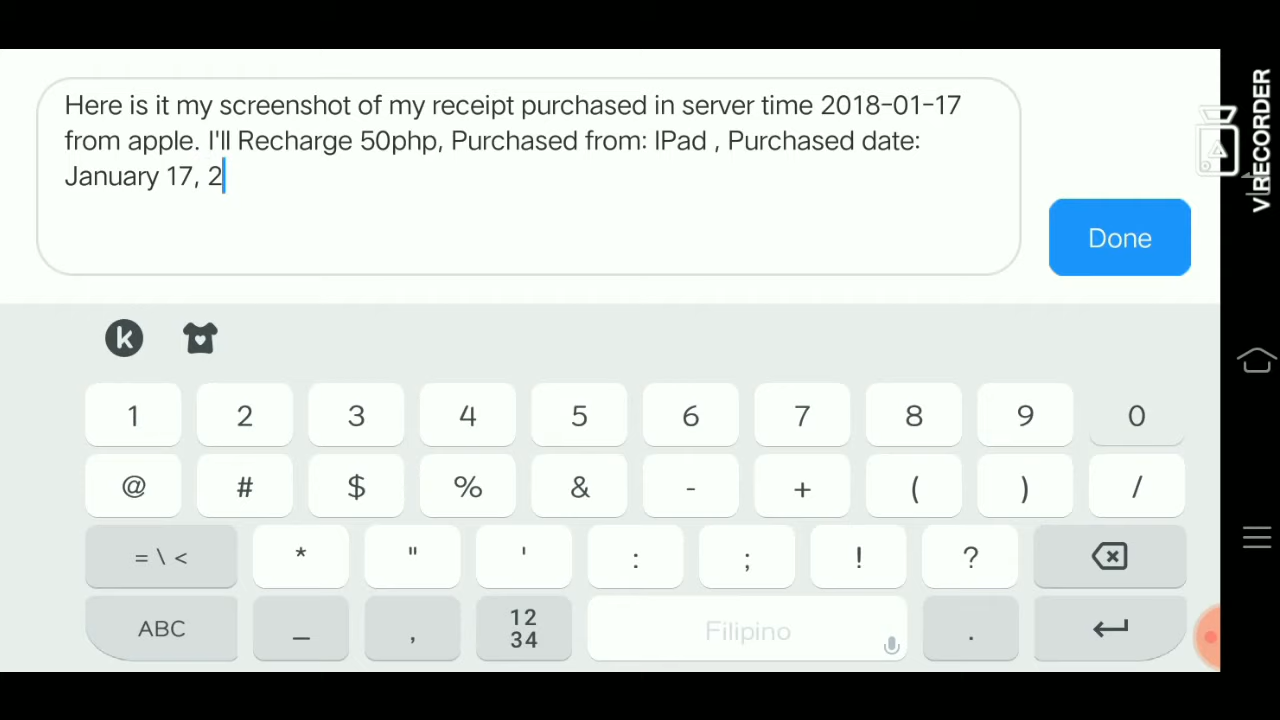 Here is it my screenshot of my receipt purchased in server time 2018-01-17
from apple. I'll Recharge 50php, Purchased from: IPad , Purchased date:
January 17, 2
Done
k
1 2 3 4 5 6 7 8 9 0
@ # $ % & - + ( ) /
= \ < * " ' : ; ! ?
ABC _ , 12 Filipino .
34
VRECORDER